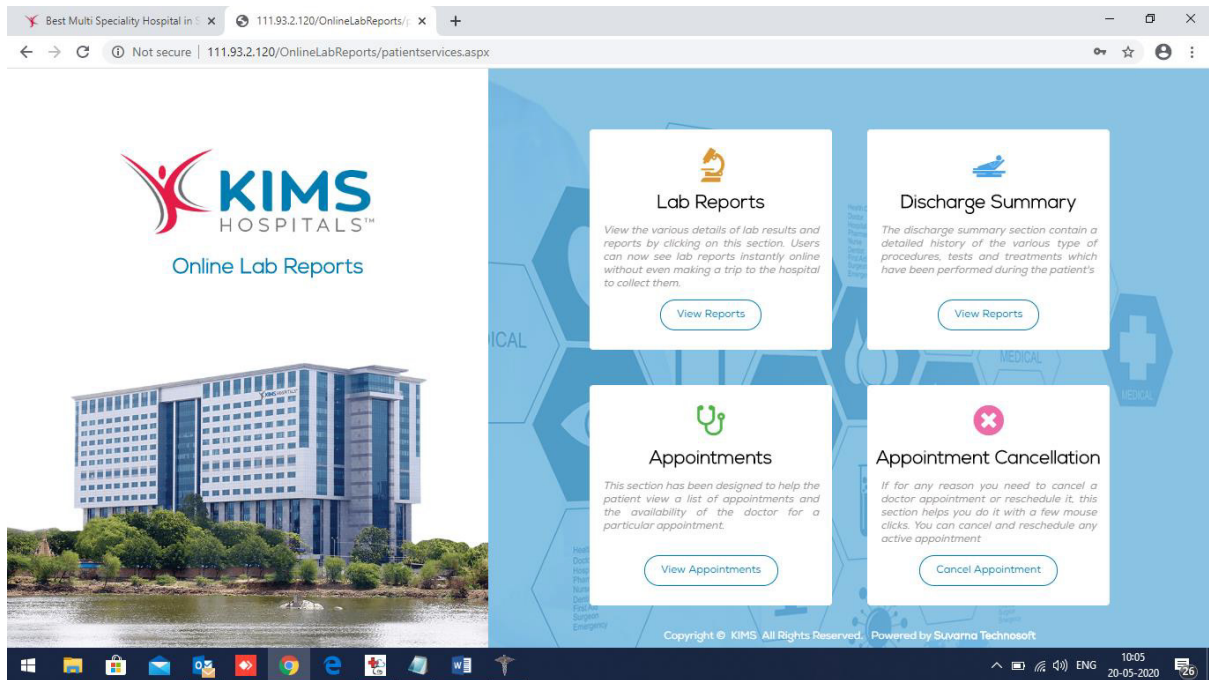 Best Multi Speciality Hospital in S
111.93.2.120/OnlineLabReports/p
Not secure | 111.93.2.120/OnlineLabReports/patientservices.aspx
KIMS
HOSPITALS™
Online Lab Reports
Lab Reports
View the various details of lab results and
reports by clicking on this section. Users
can now see lab reports instantly online
without even making a trip to the hospital
to collect them.
View Reports
Discharge Summary
The discharge summary section contain a
detailed history of the various type of
procedures, tests and treatments which
have been performed during the patient's
View Reports
ICAL
MEDICAL
MEDICAL
Appointments
This section has been designed to help the
patient view a list of appointments and
the availability of the doctor for a
particular appointment.
View Appointments
Appointment Cancellation
If for any reason you need to cancel a
doctor appointment or reschedule it, this
section helps you do it with a few mouse
clicks. You can cancel and reschedule any
active appointment
Cancel Appointment
Emergency
Copyright © KIMS All Rights Reserved. Powered by Suvarna Technosoft
ENG
10:05
20-05-2020
26